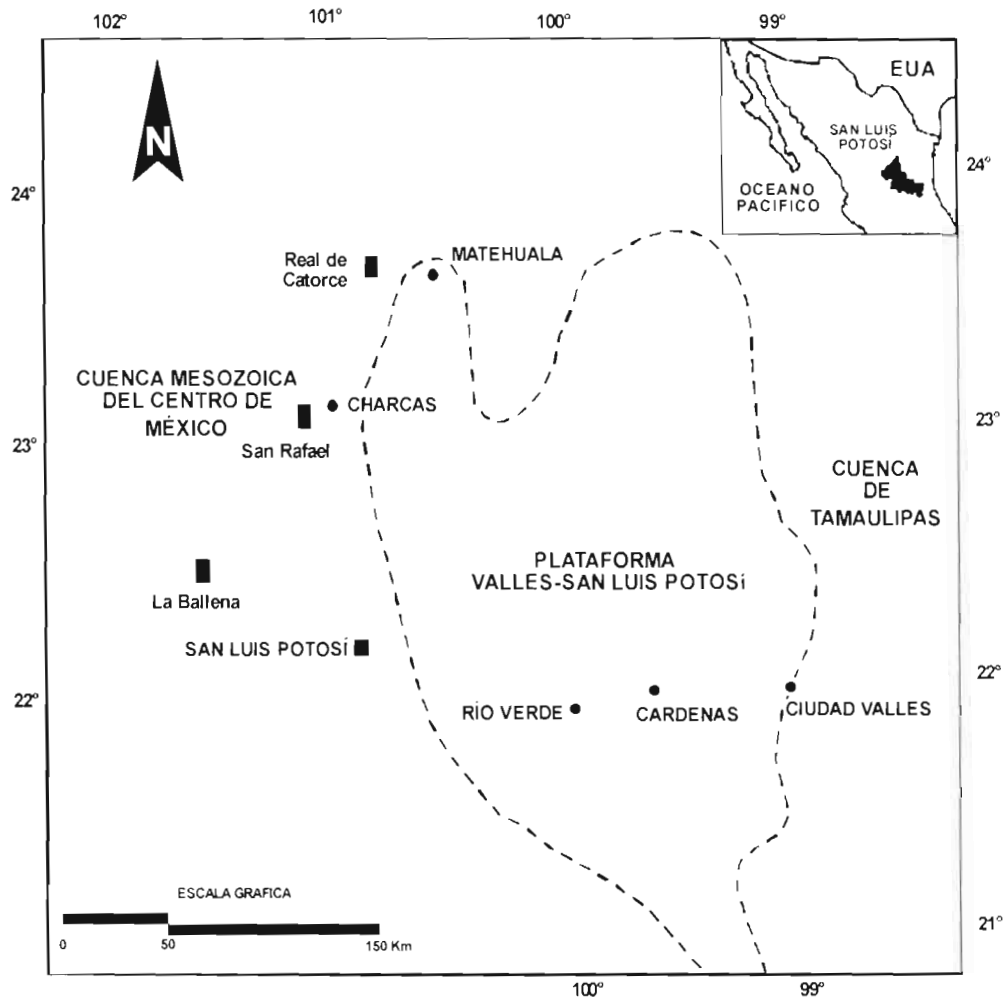 102°
101°
100°
99°
N
EUA
SAN LUIS
POTOSÍ
OCEANO
PACIFICO
24°
24°
Real de
Catorce
MATEHUALA
CUENCA MESOZOICA
DEL CENTRO DE
MÉXICO
CHARCAS
San Rafael
23°
23°
CUENCA
DE
TAMAULIPAS
PLATAFORMA
VALLES-SAN LUIS POTOSÍ
La Ballena
SAN LUIS POTOSÍ
22°
22°
RÍO VERDE
CARDENAS
CIUDAD VALLES
ESCALA GRAFICA
0
50
150 Km
21°
100°
99°